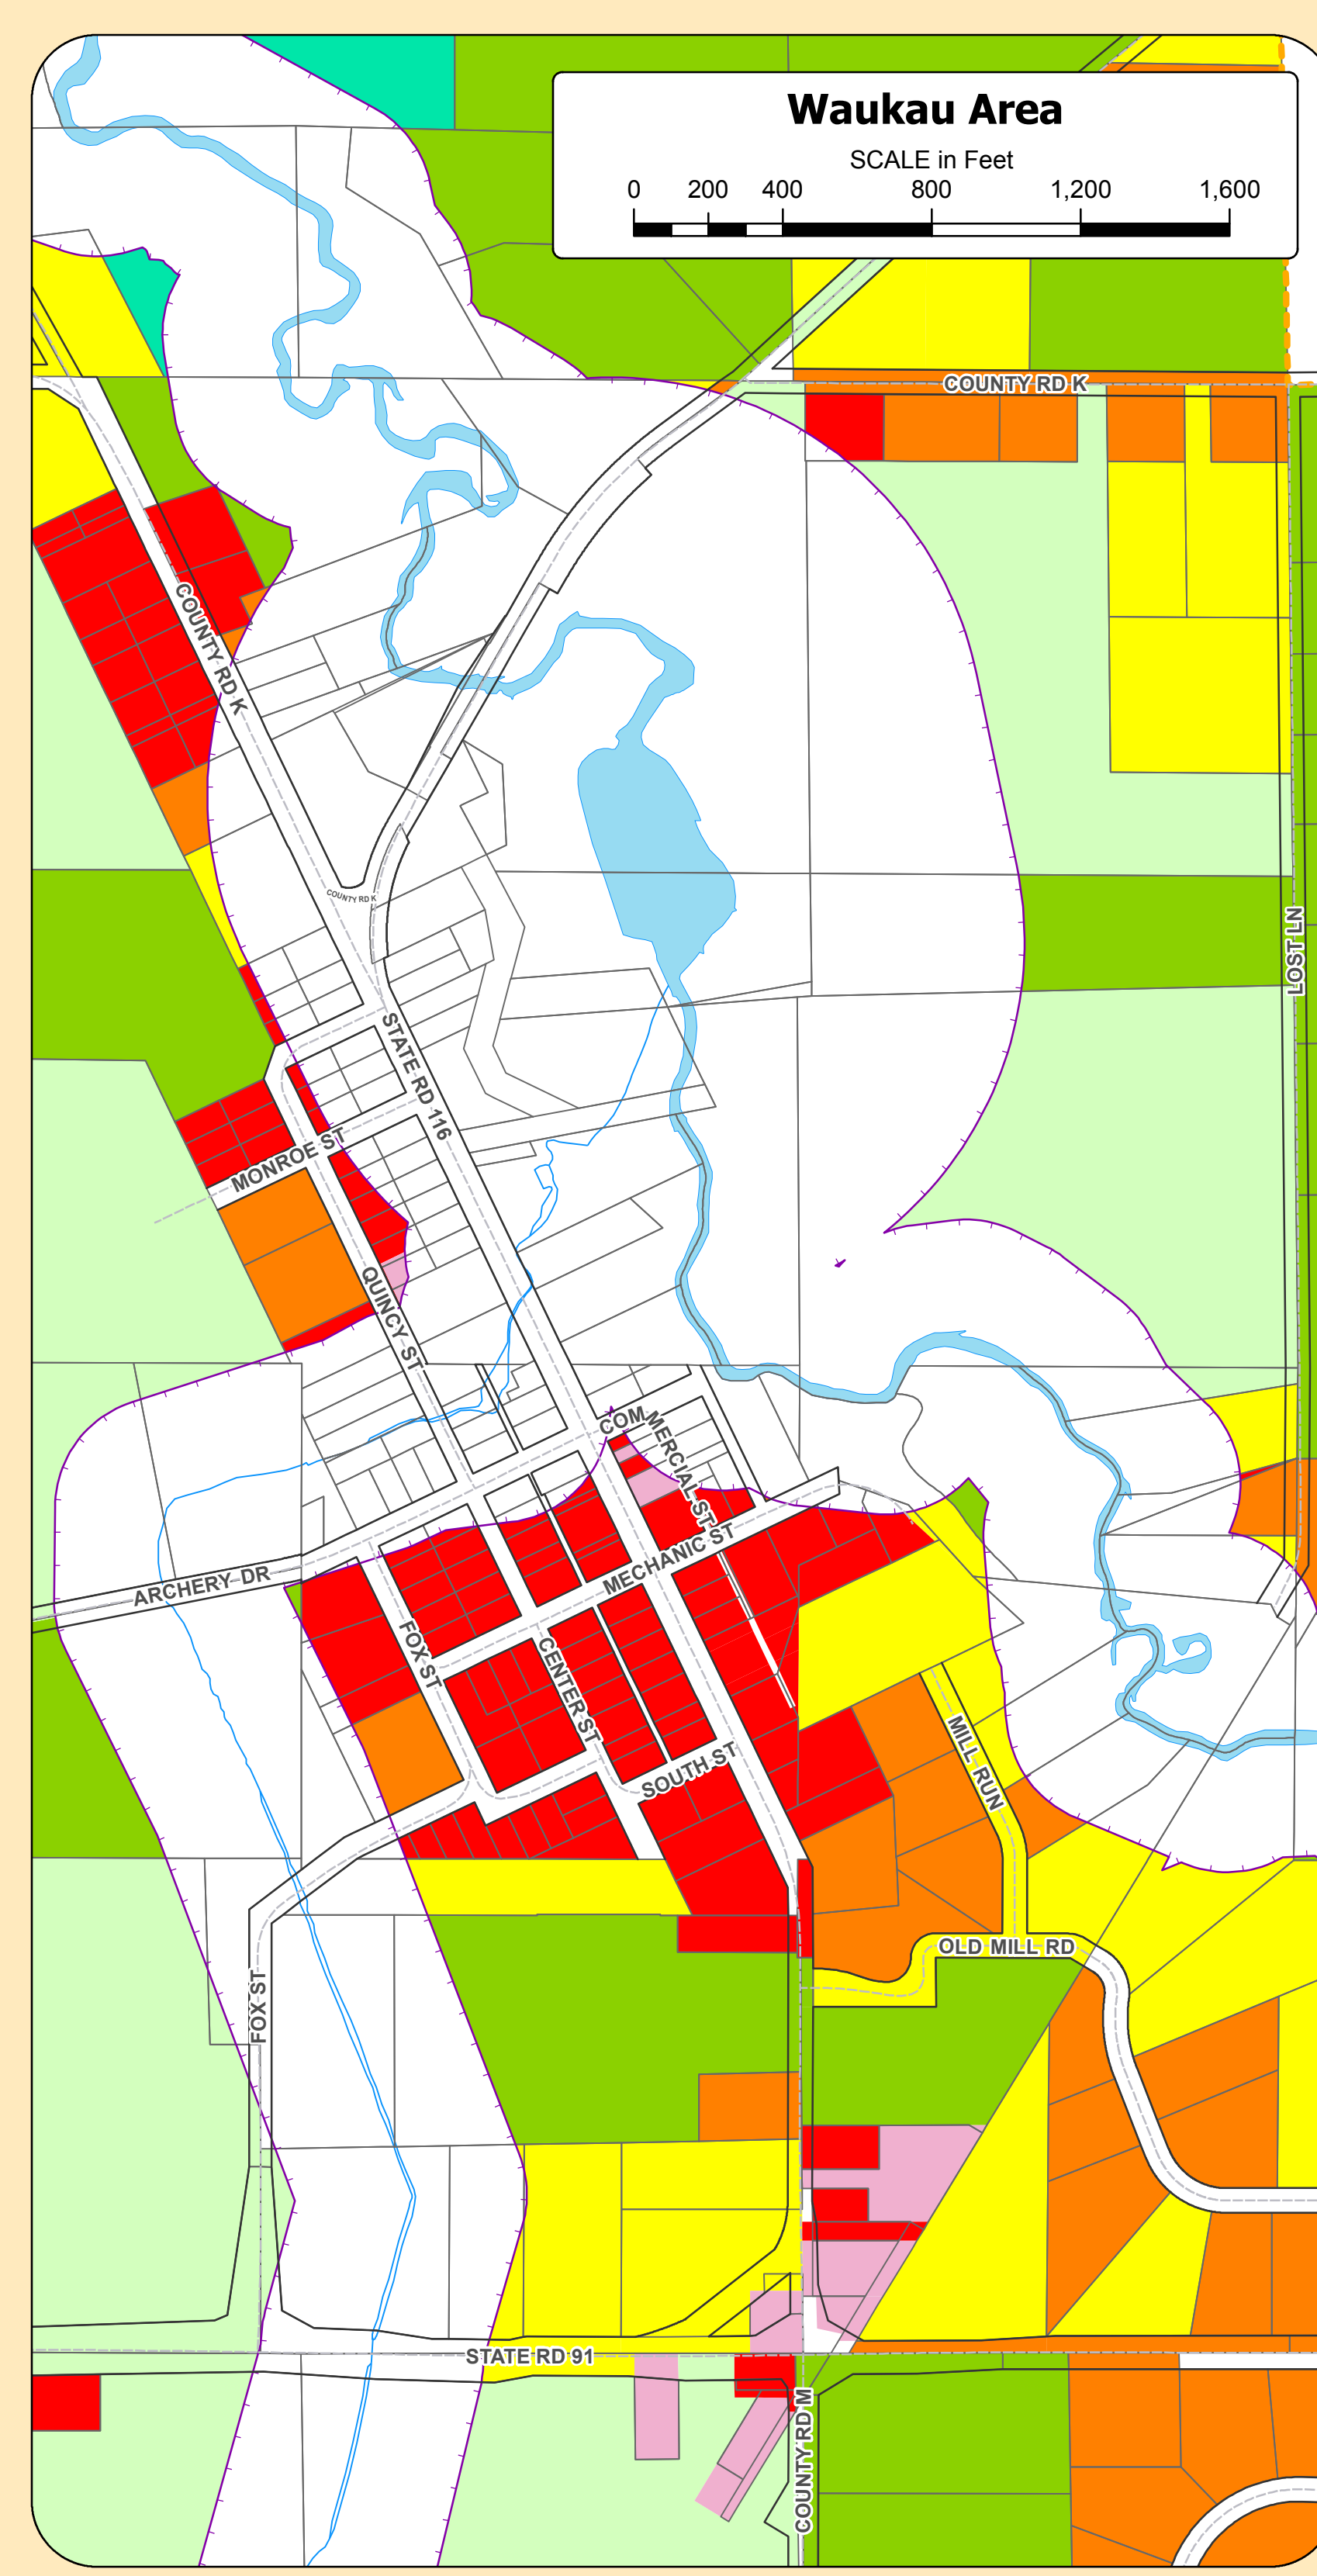 Waukau Area
SCALE in Feet
0 200 400 800 1,200 1,600
COUNTY RD K
COUNTY RD K
COUNTY RD K
LOST LN
STATE RD 116
MONROE ST
QUINCY ST
COMMERCIAL ST
MECHANIC ST
ARCHERY DR
FOX ST
CENTER ST
SOUTH ST
MILL RUN
OLD MILL RD
FOX ST
STATE RD 91
COUNTY RD M